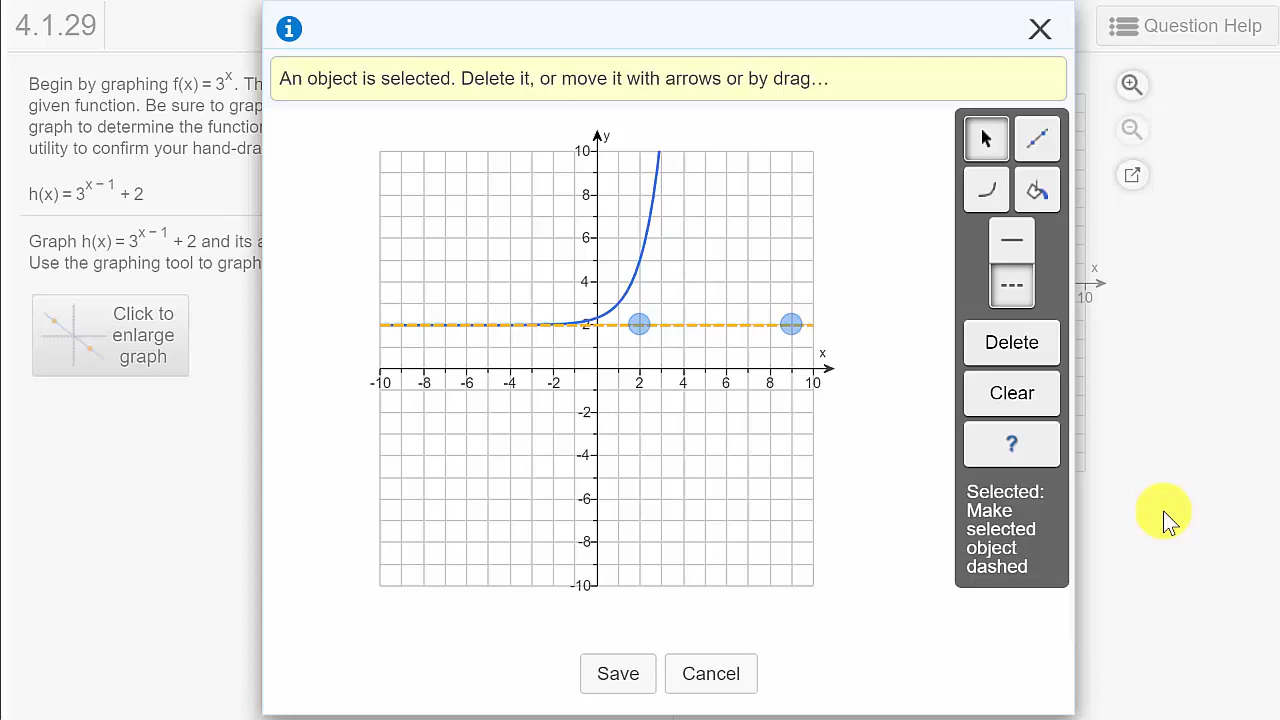 4.1.29
Question Help
An object is selected. Delete it, or move it with arrows or by drag…
Begin by graphing f(x) = 3^x. Th
given function. Be sure to grap
graph to determine the function
utility to confirm your hand-dra
h(x) = 3^x − 1 + 2
Graph h(x) = 3^x − 1 + 2 and its a
Use the graphing tool to graph
Click to
enlarge
graph
y
10
8
6
4
2
x
-10 -8 -6 -4 -2 2 4 6 8 10
-2
-4
-6
-8
-10
x
10
Delete
Clear
?
Selected:
Make
selected
object
dashed
Save
Cancel